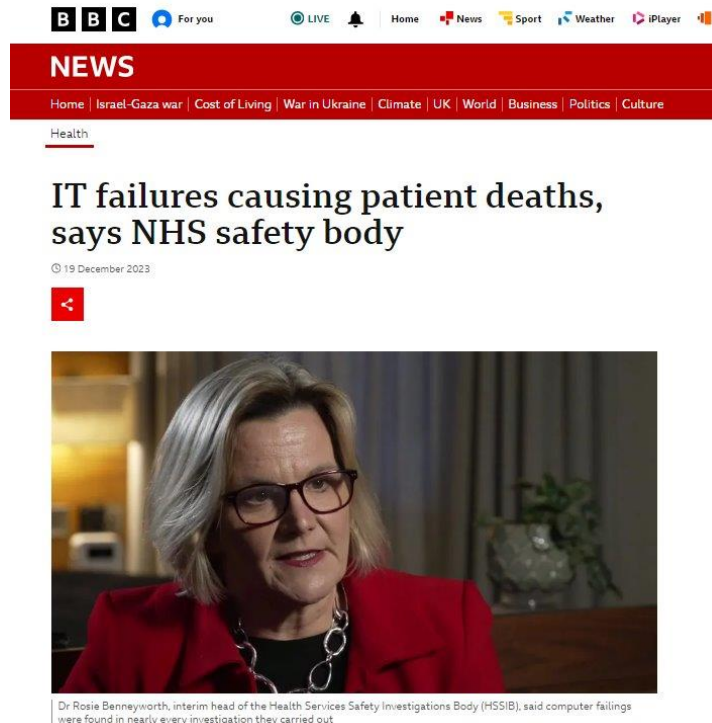 BBC For you LIVE Home News Sport Weather iPlayer
NEWS
Home Israel-Gaza war Cost of Living War in Ukraine Climate UK World Business Politics Culture
Health
IT failures causing patient deaths,
says NHS safety body
19 December 2023
Dr Rosie Benneyworth, interim head of the Health Services Safety Investigations Body (HSSIB), said computer failings
were found in nearly every investigation they carried out